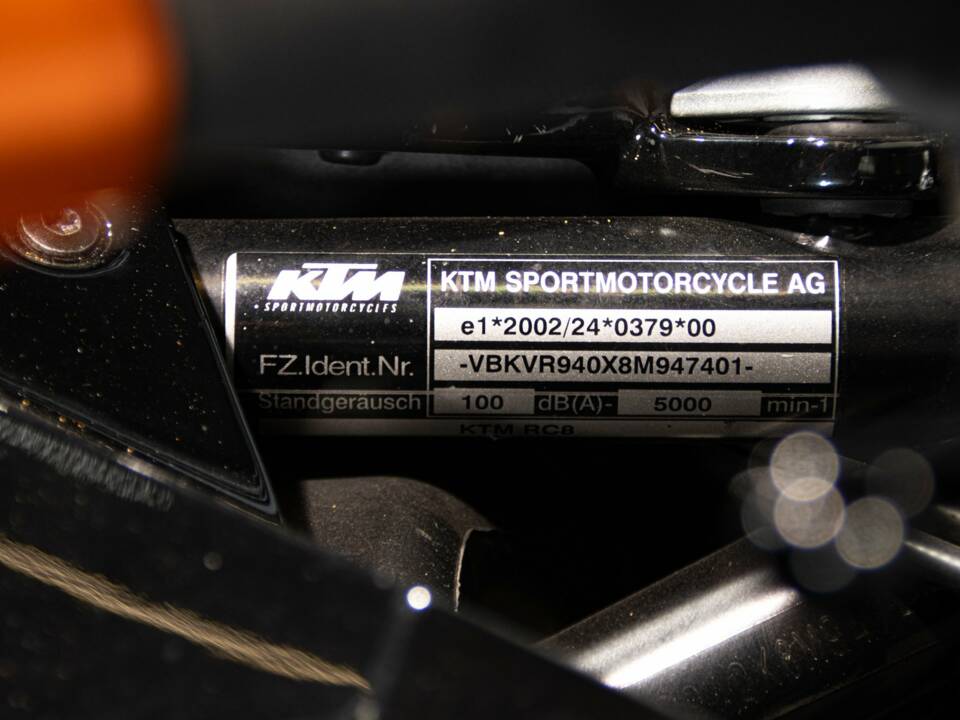 KTM
SPORTMOTORCYCLES
KTM SPORTMOTORCYCLE AG
e1*2002/24*0379*00
FZ.Ident.Nr. -VBKVR940X8M947401-
Standgeräusch 100 dB(A)- 5000 min-1
KTM RC8